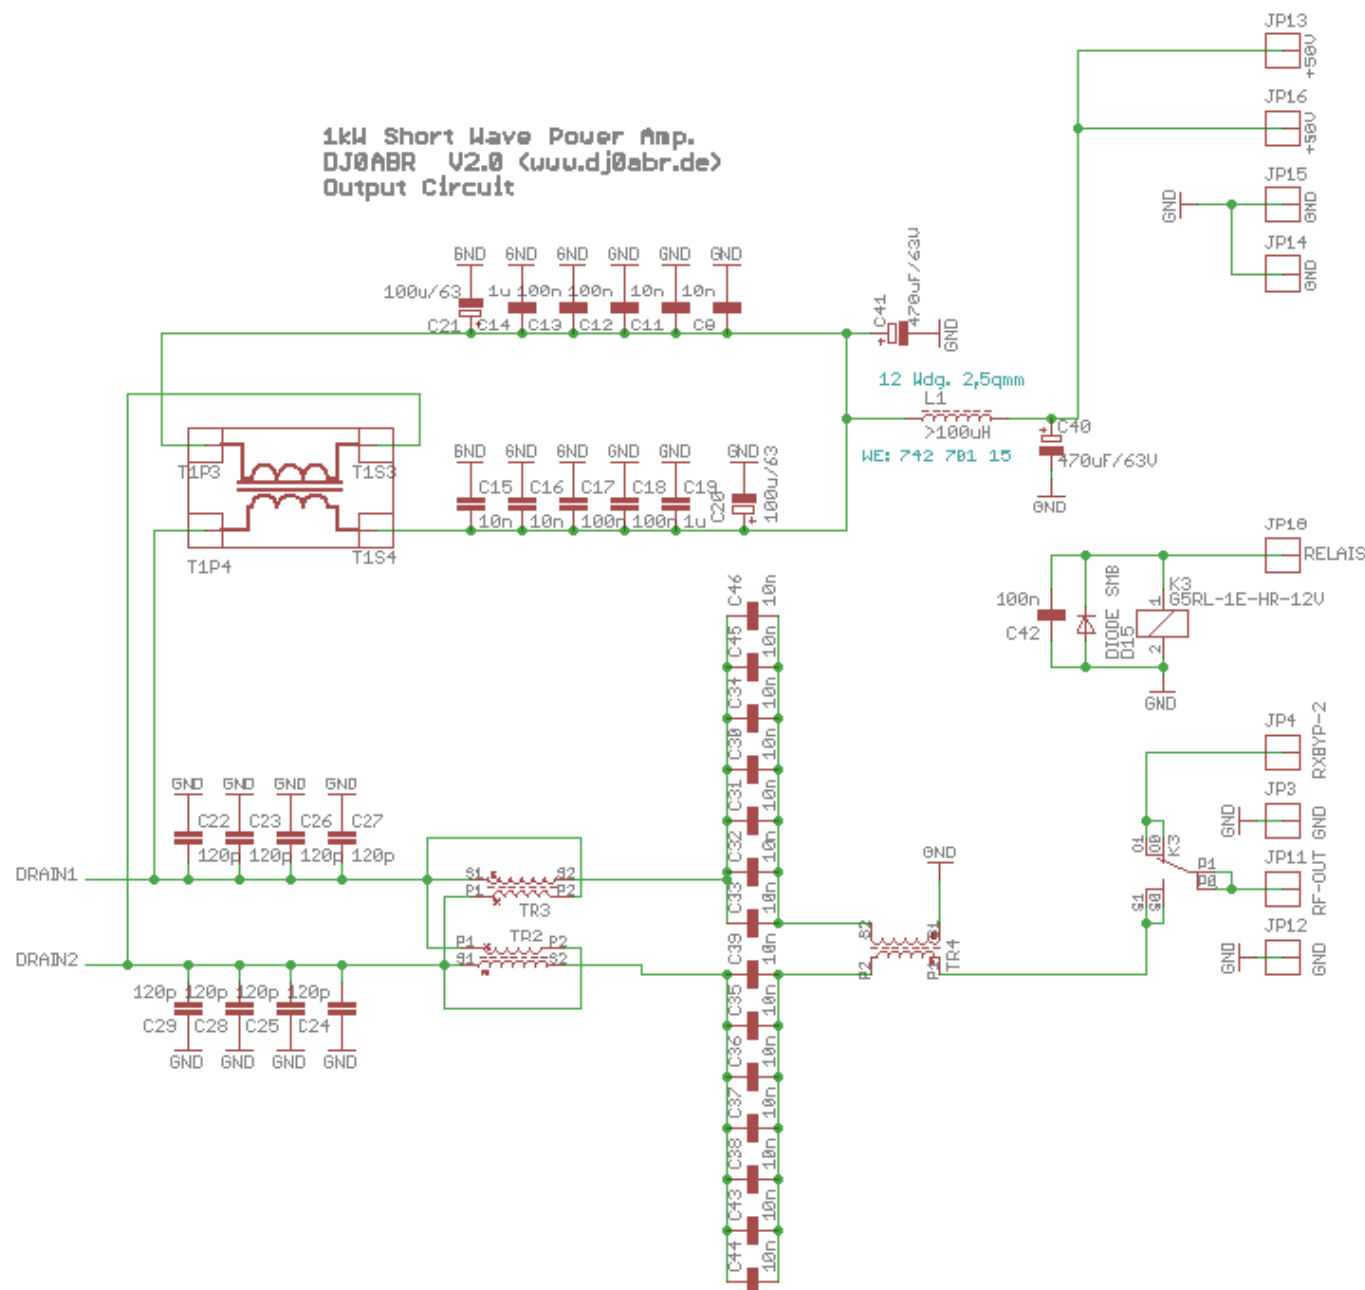 JP13
+50V
JP16
+50V
1kW Short Wave Power Amp.
DJ0ABR V2.0 (www.dj0abr.de)
Output Circuit
JP15
GND
GND
JP14
GND
GND GND GND GND GND GND
100u/63 1u 100n 100n 10n 10n
C21 C14 C13 C12 C11 C8
C41
470uF/63V
GND
12 Wdg. 2,5qmm
L1
>100uH
WE: 742 701 15
C40
470uF/63V
GND
T1P3 T1S3
T1P4 T1S4
GND GND GND GND GND GND
C15 C16 C17 C18 C19 C20
10n 10n 100n 100n 1u 100u/63
JP18
RELAIS
100n
C42
DIODE SMB
D15
K3
G5RL-1E-HR-12V
1
2
GND
C46 10n
C45 10n
C34 10n
C30 10n
C31 10n
C32 10n
C33 10n
C39 10n
C35 10n
C36 10n
C37 10n
C38 10n
C43 10n
C44 10n
JP4
RXBYP-2
JP3
GND
GND
JP11
RF-OUT
JP12
GND
GND
O1
O0
K3
P1
P0
S1
S0
GND GND GND GND
C22 C23 C26 C27
120p 120p 120p 120p
DRAIN1
S1 S2
P1 P2
TR3
TR2
P1 P2
S1 S2
DRAIN2
120p 120p 120p 120p
C29 C28 C25 C24
GND GND GND GND
GND
S2 S1
P2 P1
TR4